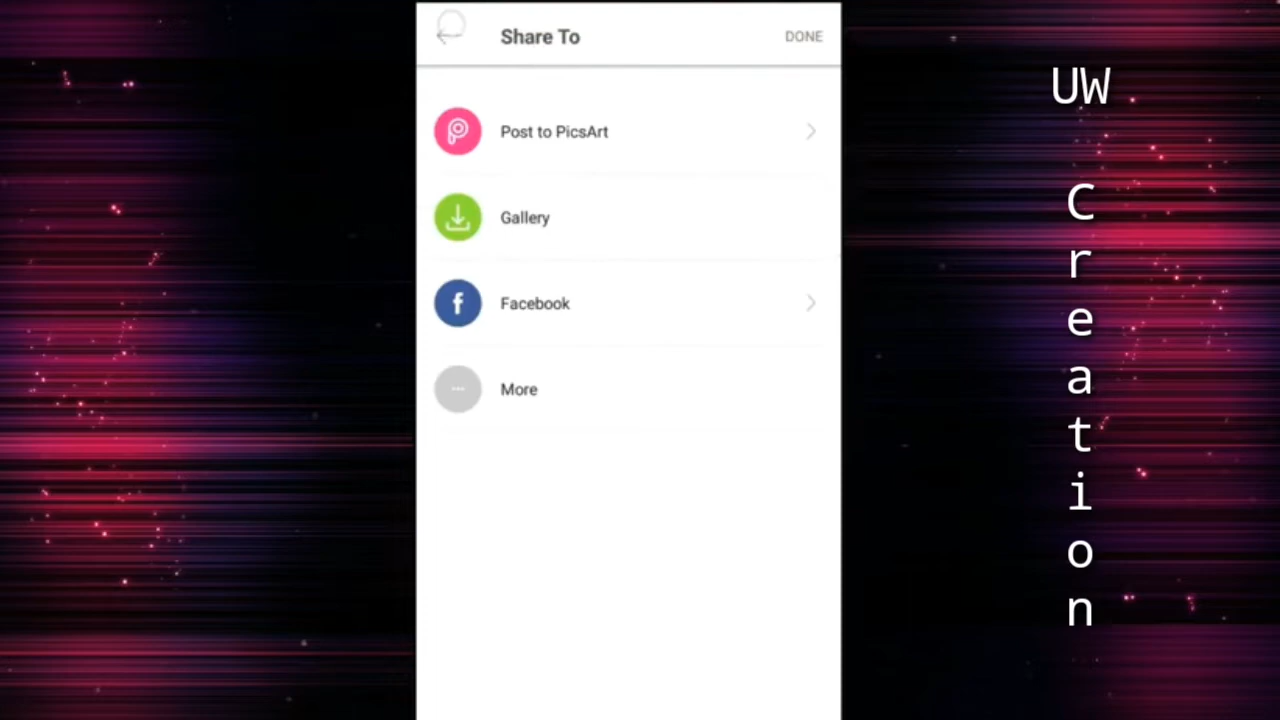 Share To
DONE
Post to PicsArt
Gallery
Facebook
More
UW
C
r
e
a
t
i
o
n